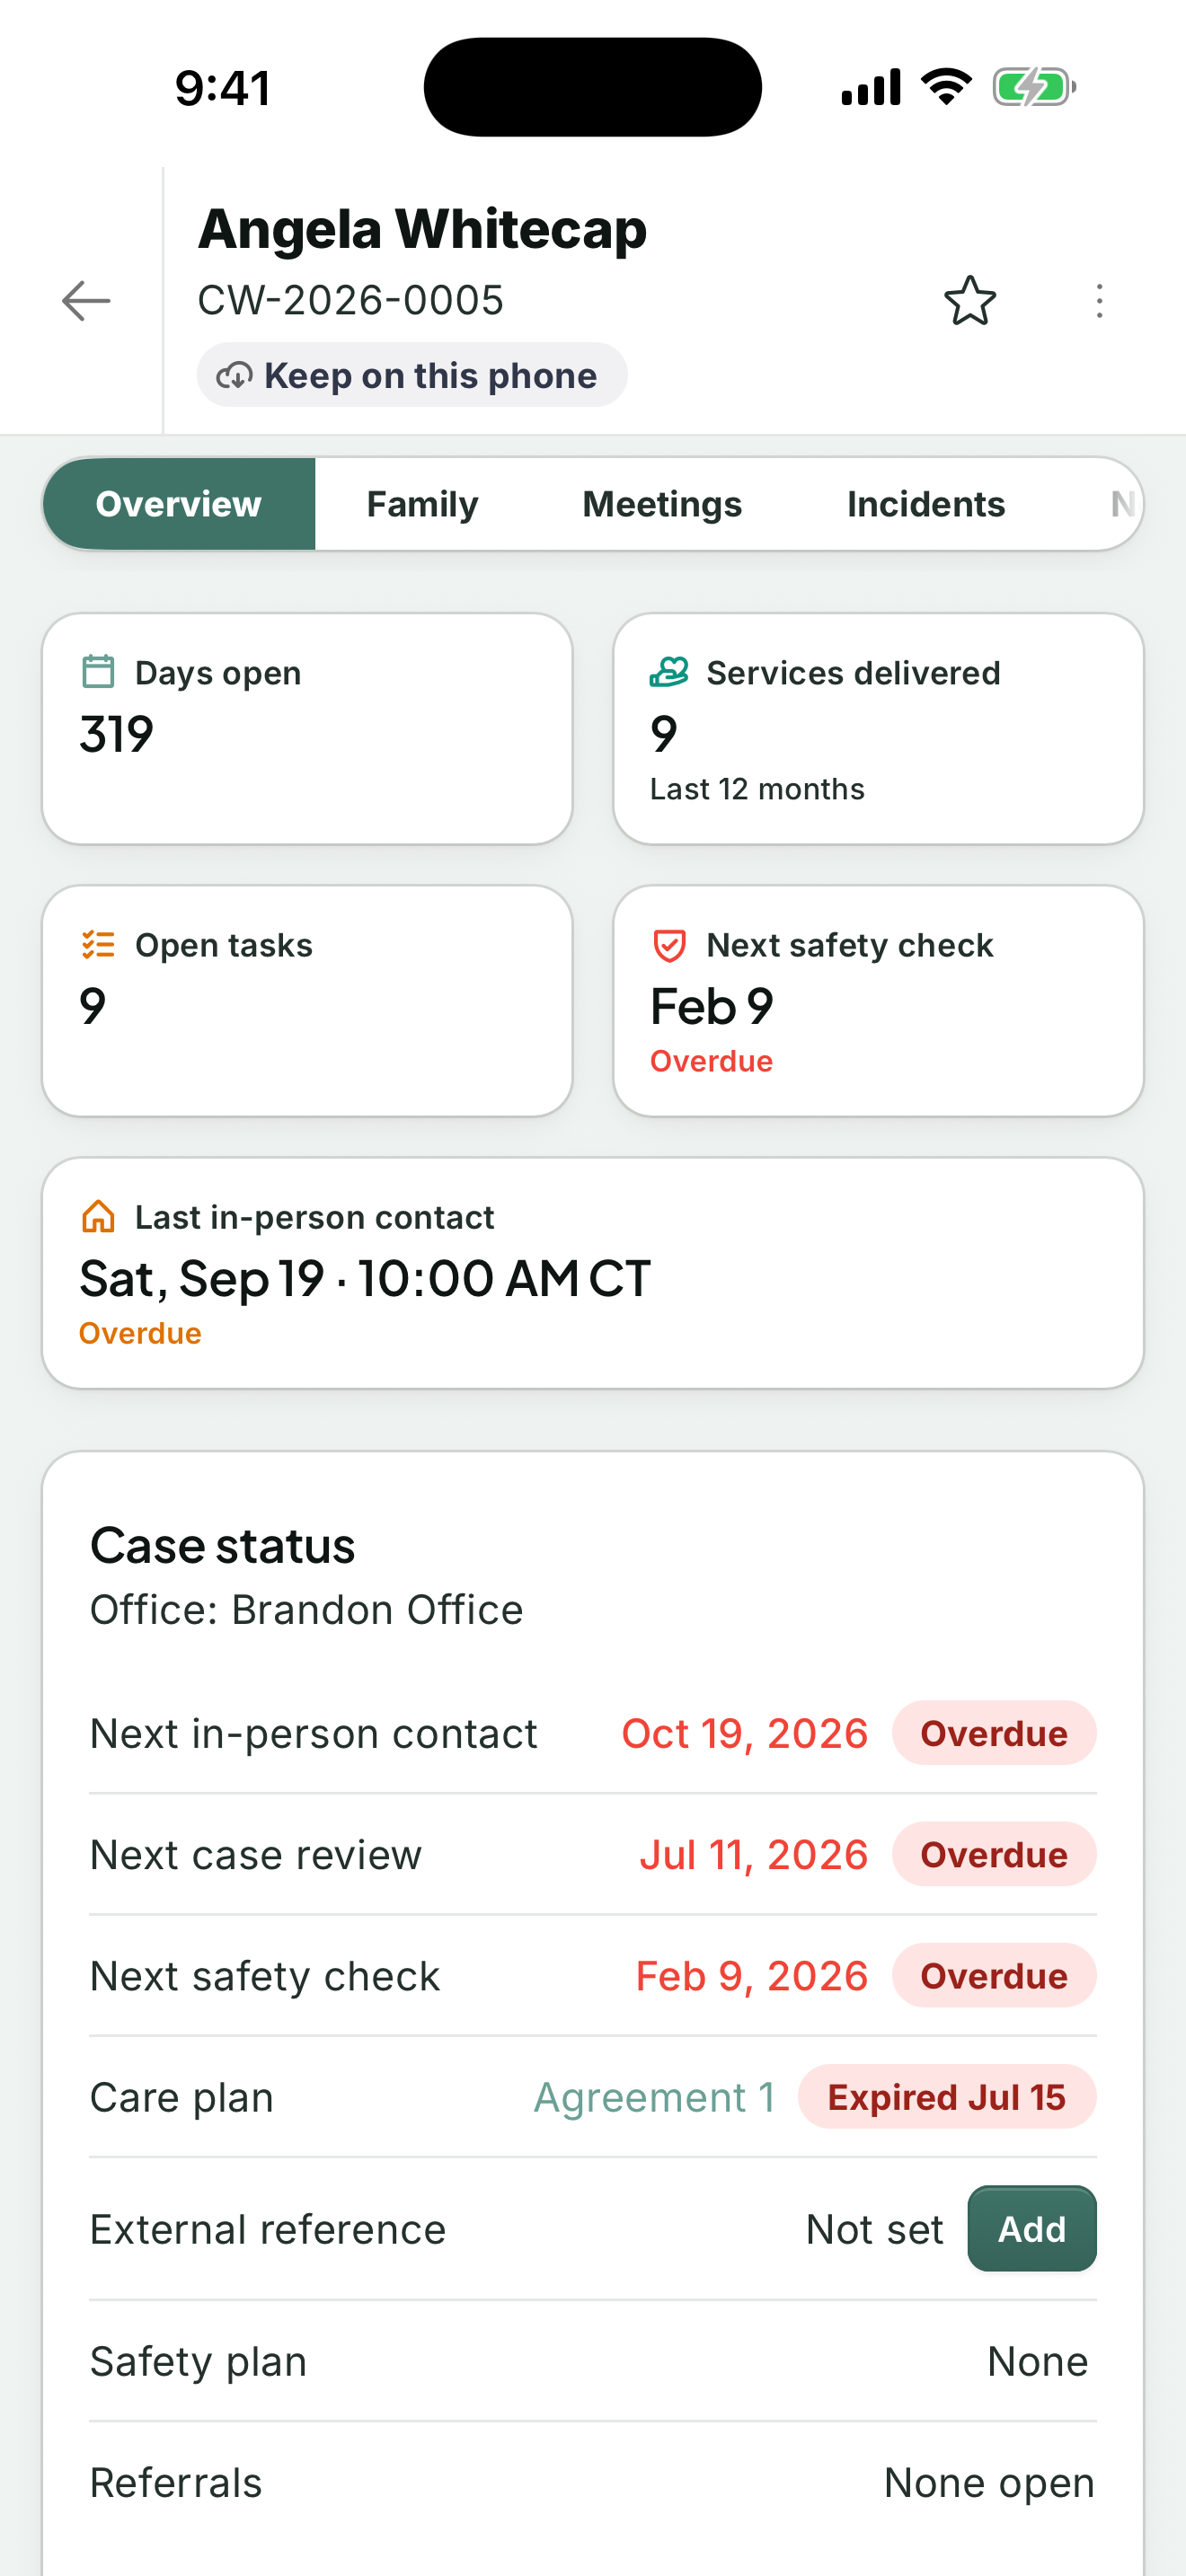 9:41
Angela Whitecap
CW-2026-0005
Keep on this phone
Overview Family Meetings Incidents N
Days open
319
Services delivered
9
Last 12 months
Open tasks
9
Next safety check
Feb 9
Overdue
Last in-person contact
Sat, Sep 19 · 10:00 AM CT
Overdue
Case status
Office: Brandon Office
Next in-person contact Oct 19, 2026 Overdue
Next case review Jul 11, 2026 Overdue
Next safety check Feb 9, 2026 Overdue
Care plan Agreement 1 Expired Jul 15
External reference Not set Add
Safety plan None
Referrals None open